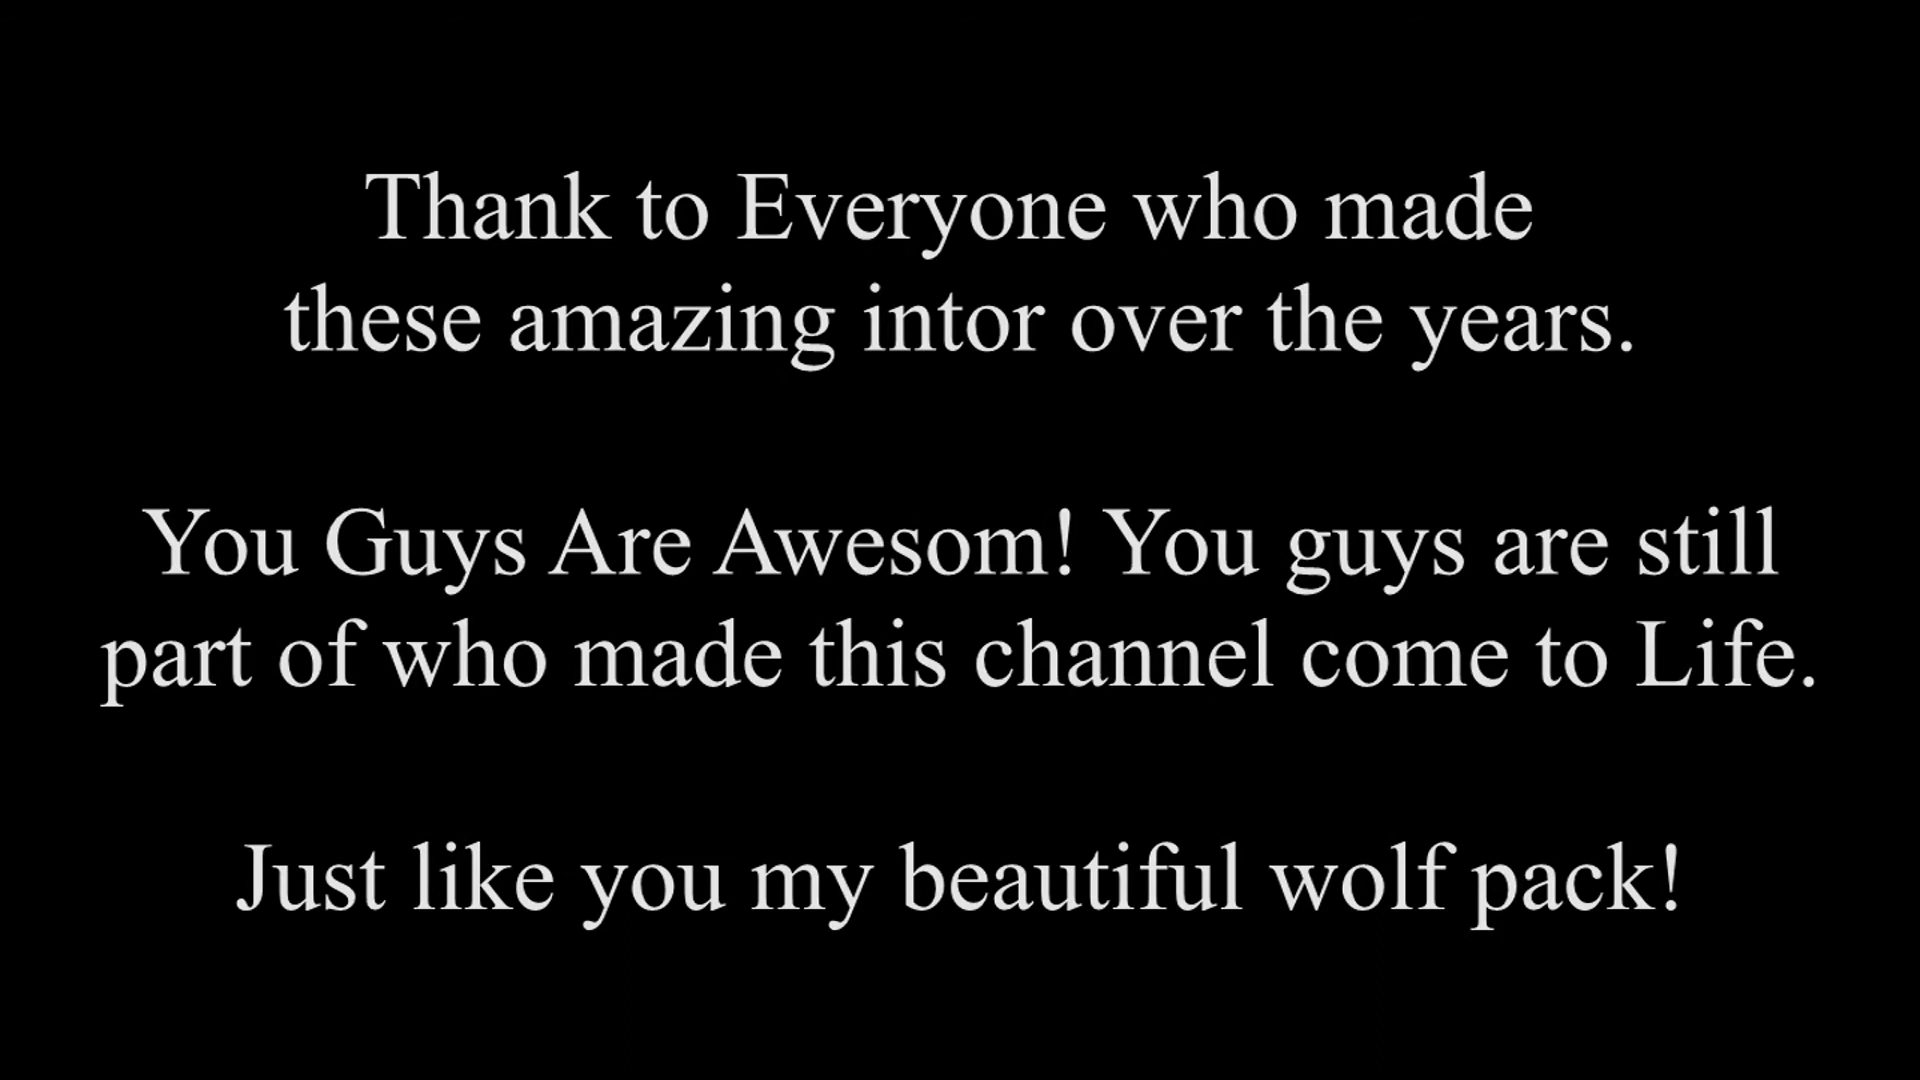 Thank to Everyone who made
these amazing intor over the years.
You Guys Are Awesom! You guys are still
part of who made this channel come to Life.
Just like you my beautiful wolf pack!